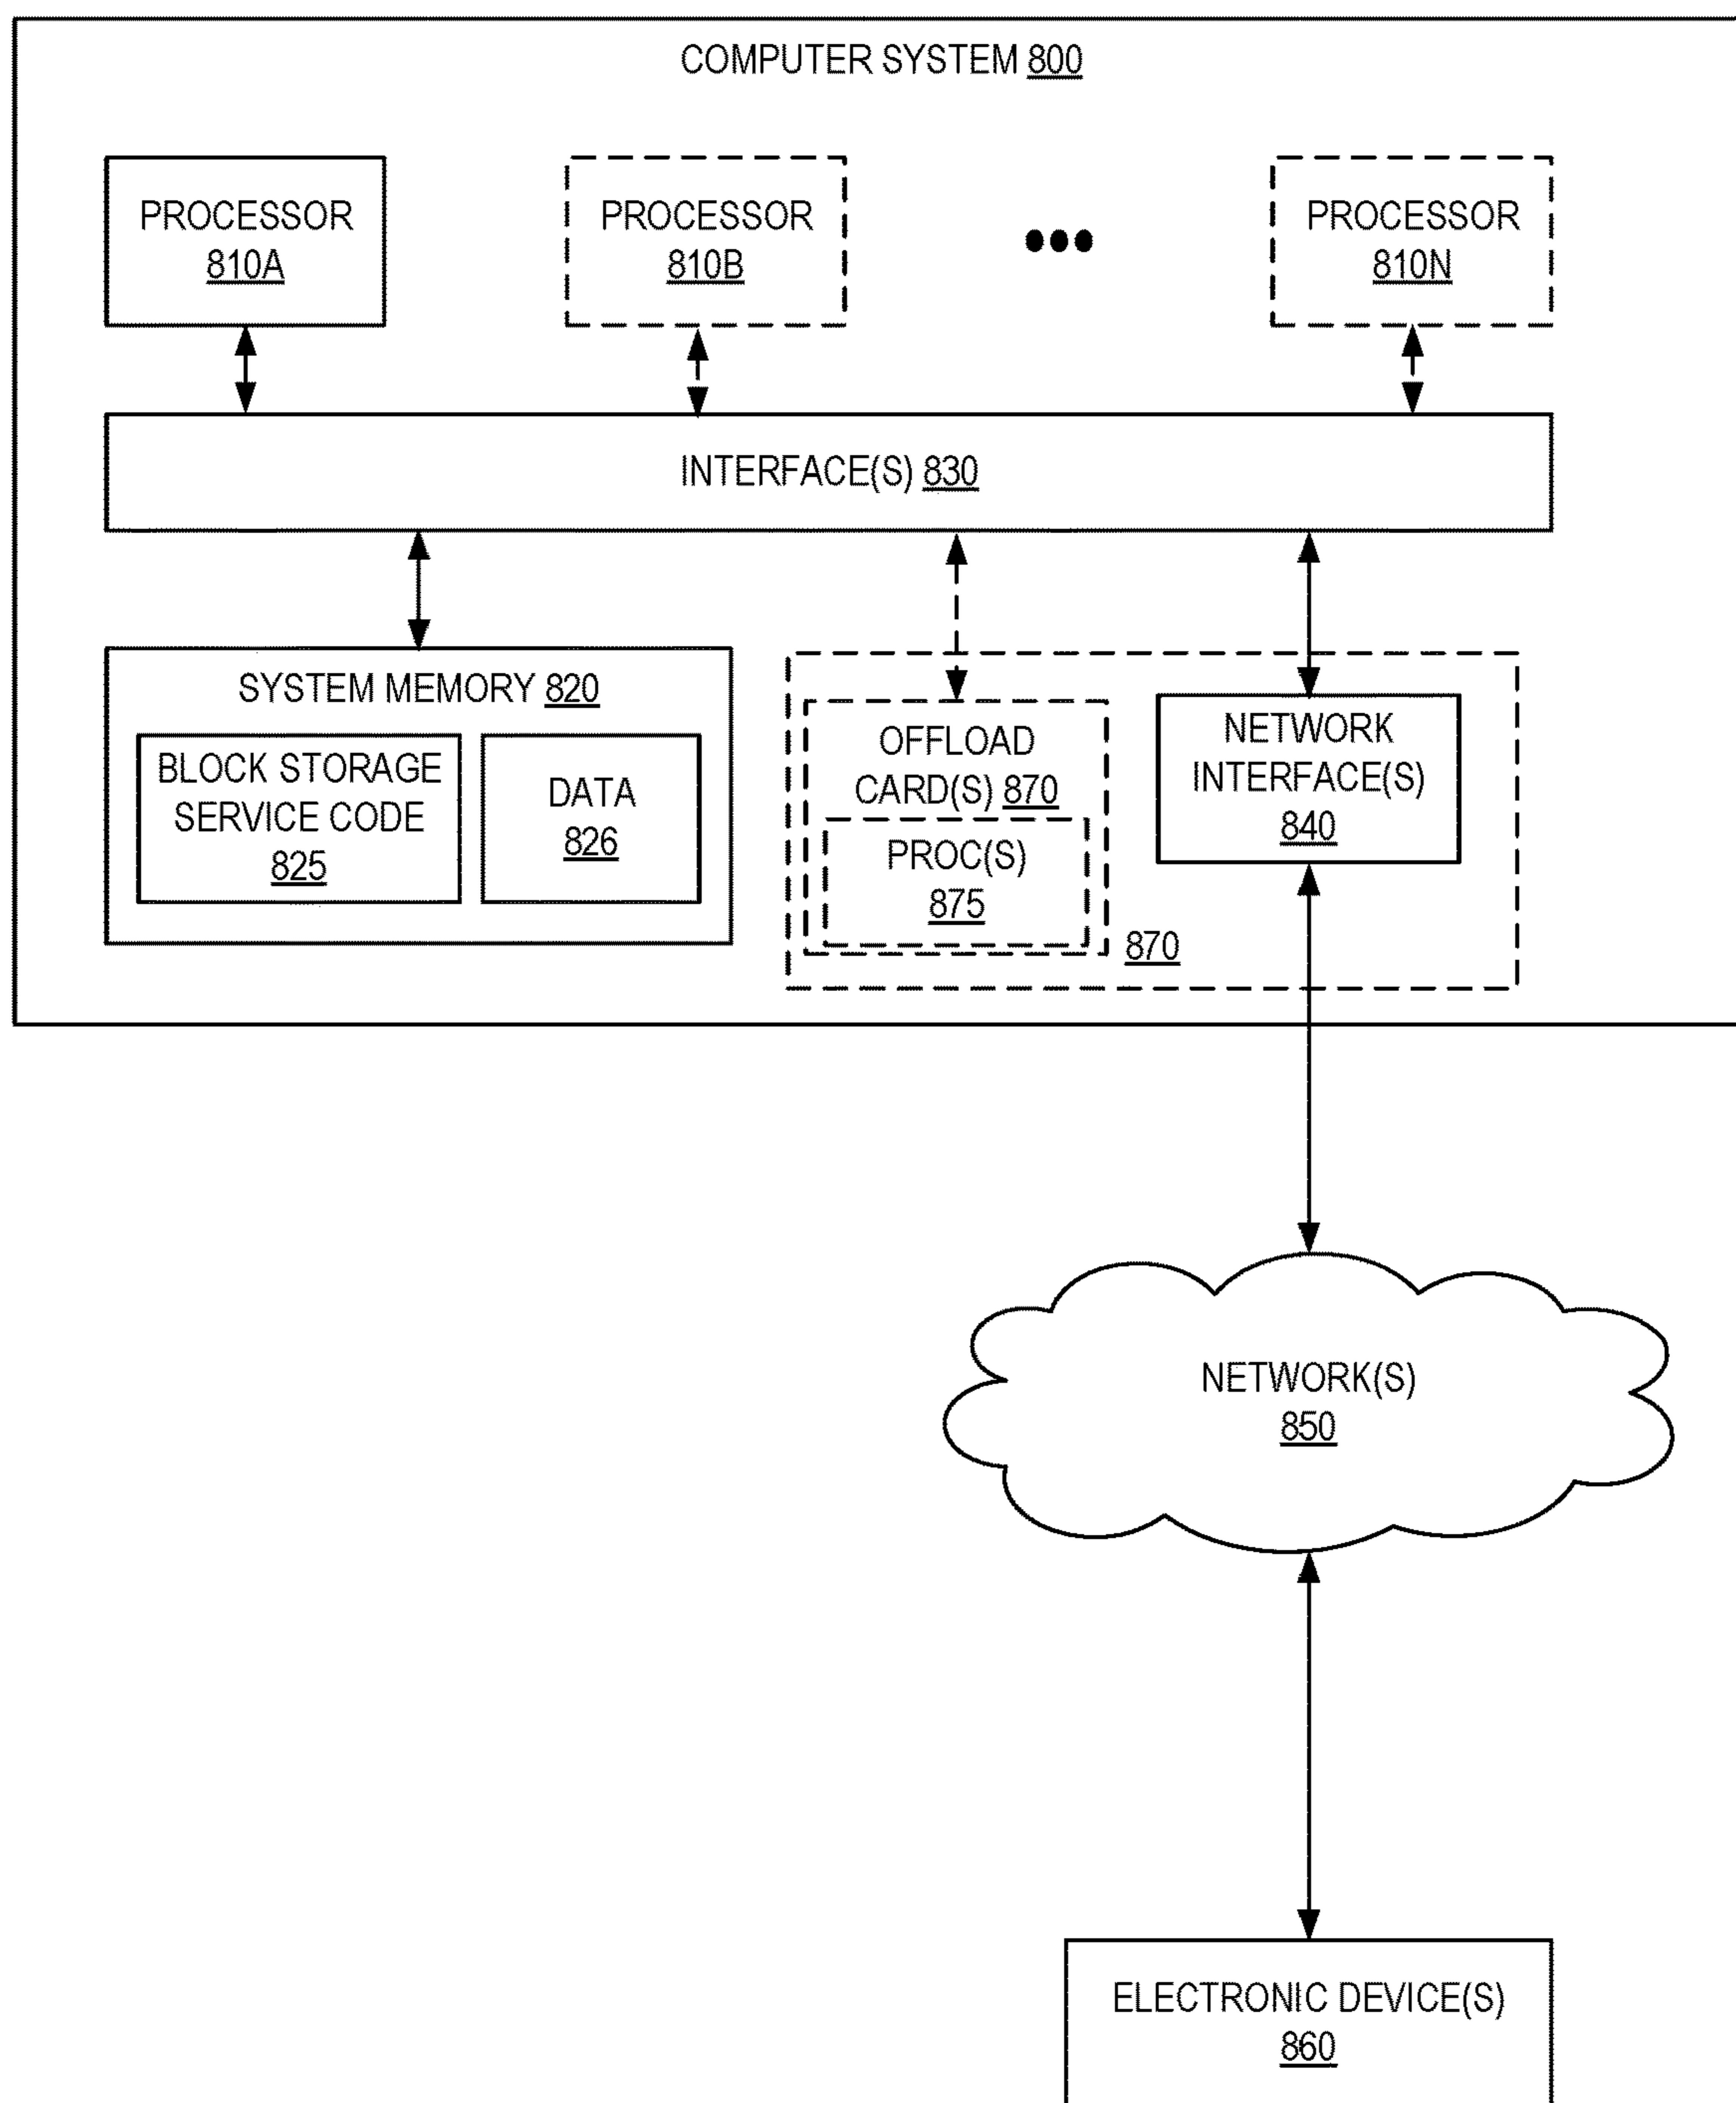 COMPUTER SYSTEM 800
PROCESSOR
810A
PROCESSOR
810B
PROCESSOR
810N
INTERFACE(S) 830
SYSTEM MEMORY 820
BLOCK STORAGE
SERVICE CODE
825
DATA
826
OFFLOAD
CARD(S) 870
PROC(S)
875
870
NETWORK
INTERFACE(S)
840
NETWORK(S)
850
ELECTRONIC DEVICE(S)
860